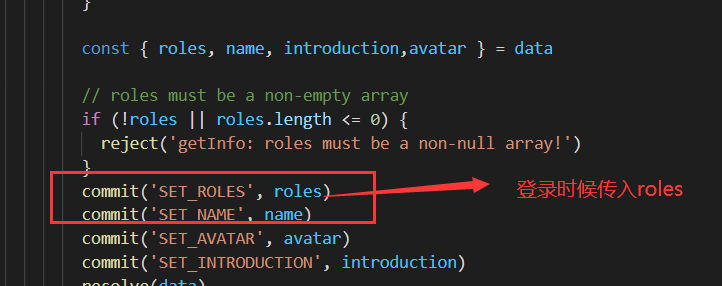 }
const { roles, name, introduction,avatar } = data
// roles must be a non-empty array
if (!roles || roles.length <= 0) {
reject('getInfo: roles must be a non-null array!')
}
commit('SET_ROLES', roles)
登录时候传入roles
commit('SET_NAME', name)
commit('SET_AVATAR', avatar)
commit('SET_INTRODUCTION', introduction)
resolve(data)